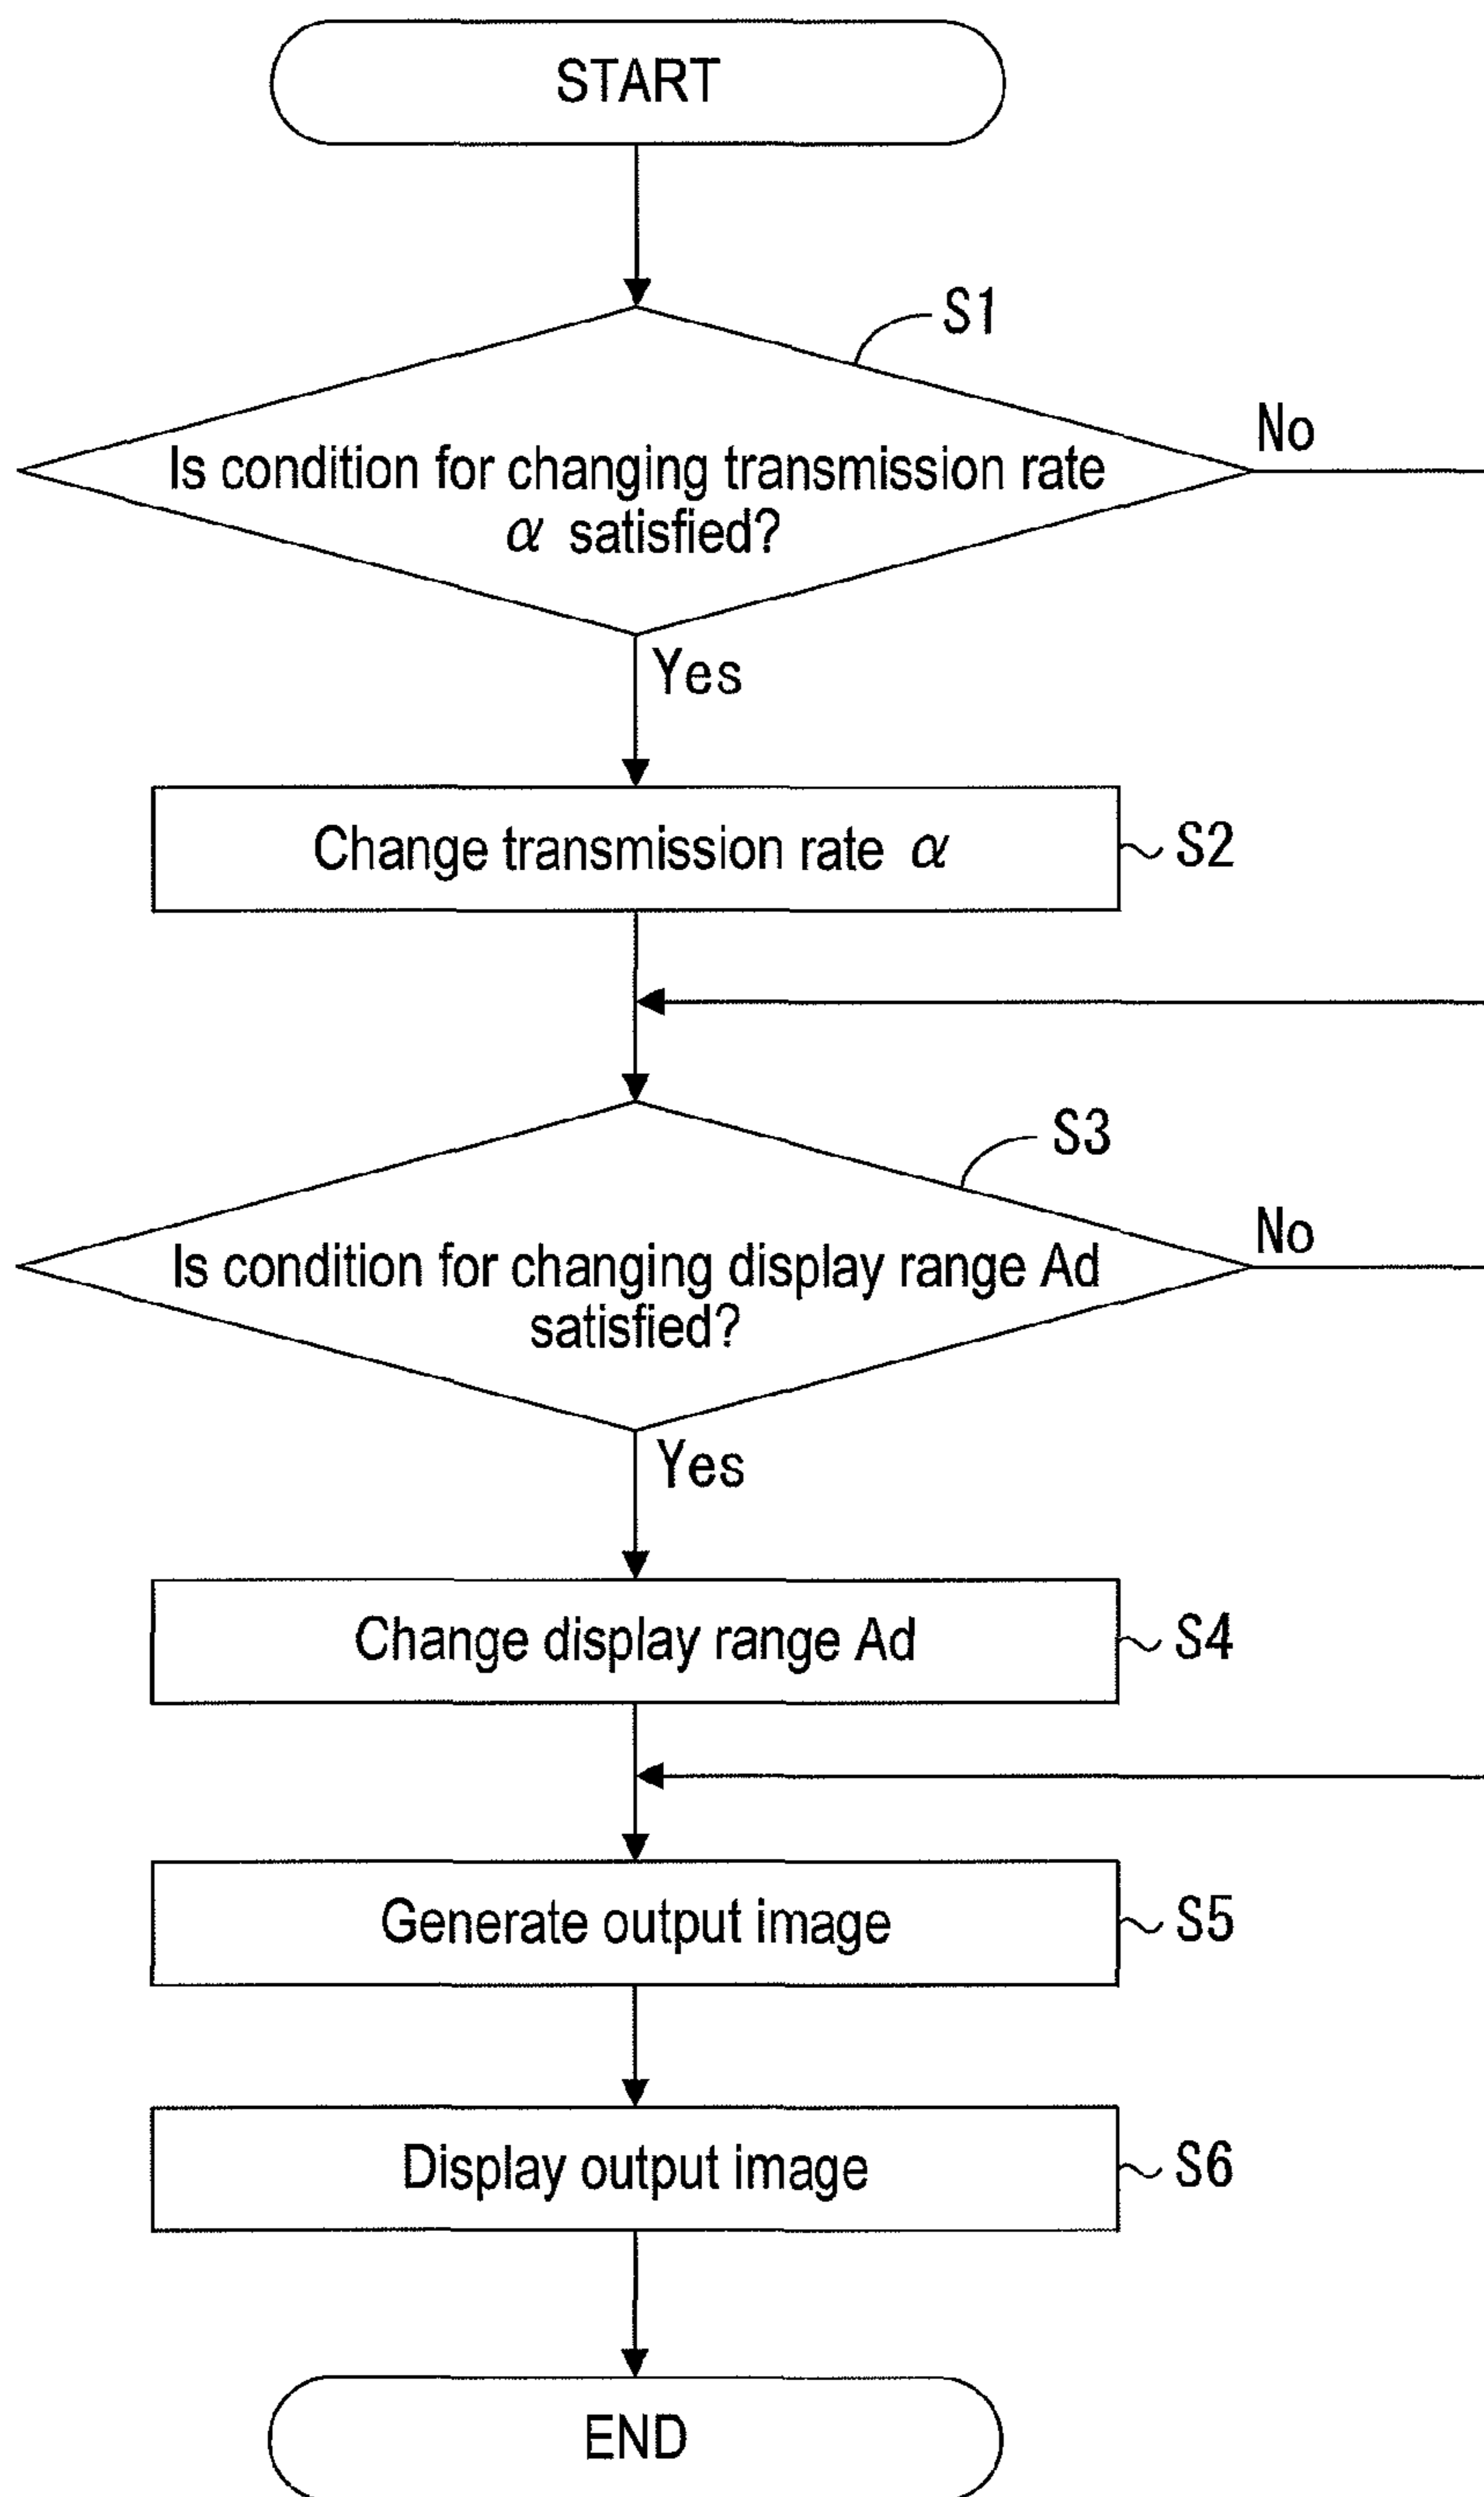 START
S1
No
Is condition for changing transmission rate
α satisfied?
Yes
Change transmission rate α
S2
S3
No
Is condition for changing display range Ad
satisfied?
Yes
Change display range Ad
S4
Generate output image
S5
Display output image
S6
END